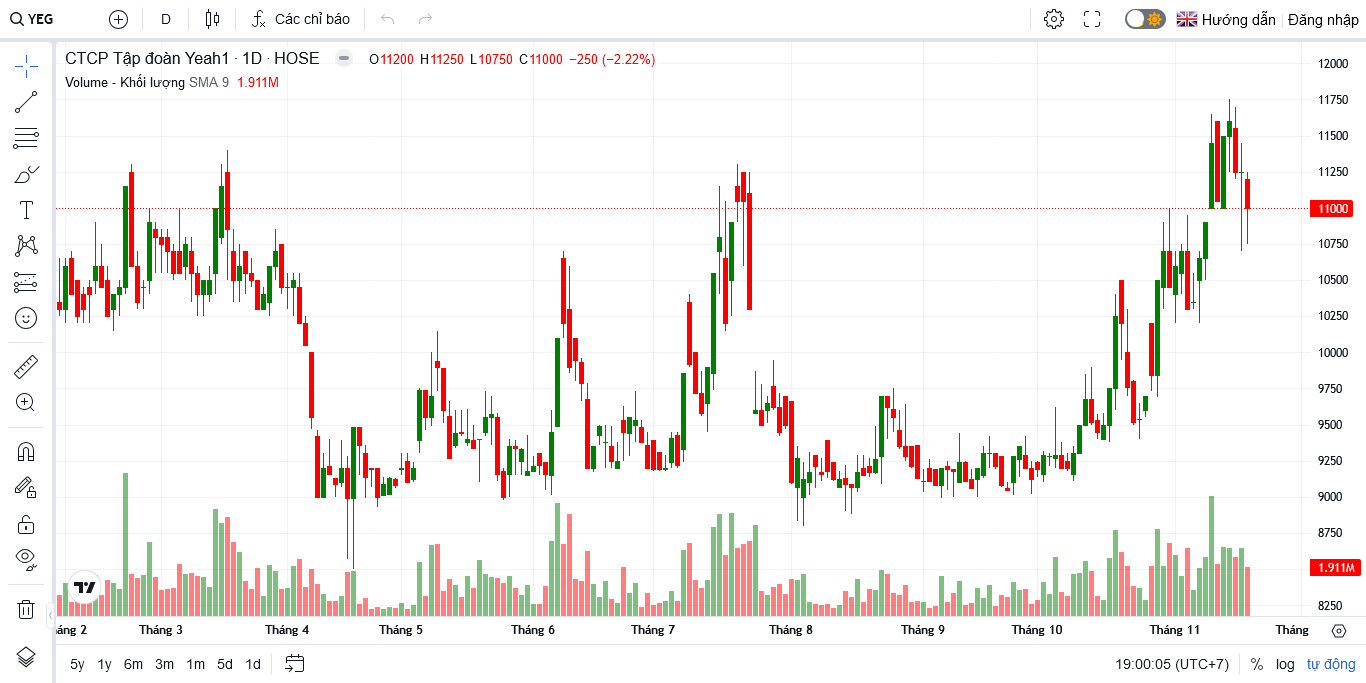 YEG D Các chỉ báo Hướng dẫn Đăng nhập
CTCP Tập đoàn Yeah1 · 1D · HOSE O11200 H11250 L10750 C11000 −250 (−2.22%)
Volume - Khối lượng SMA 9 1.911M
12000
11750
11500
11250
11000
10750
10500
10250
10000
9750
9500
9250
9000
8750
1.911M
8250
áng 2 Tháng 3 Tháng 4 Tháng 5 Tháng 6 Tháng 7 Tháng 8 Tháng 9 Tháng 10 Tháng 11 Tháng
5y 1y 6m 3m 1m 5d 1d 19:00:05 (UTC+7) % log tự động